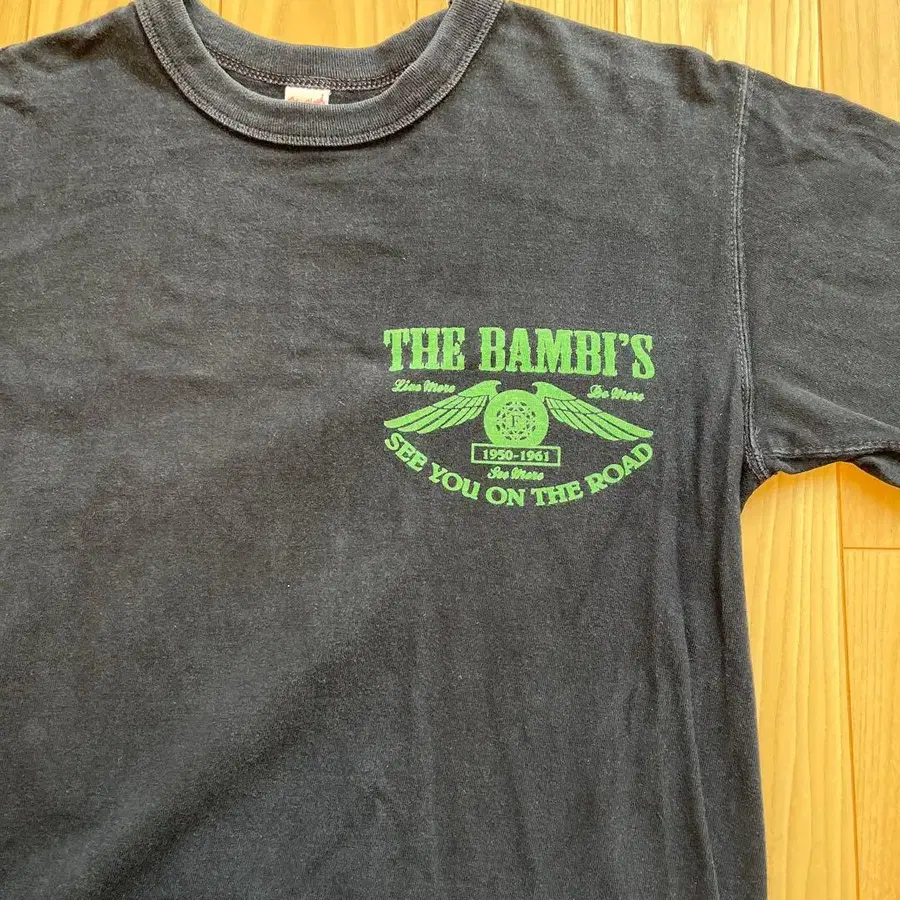 THE BAMBI'S
Live More
Do More
1950-1961
See More
SEE YOU ON THE ROAD